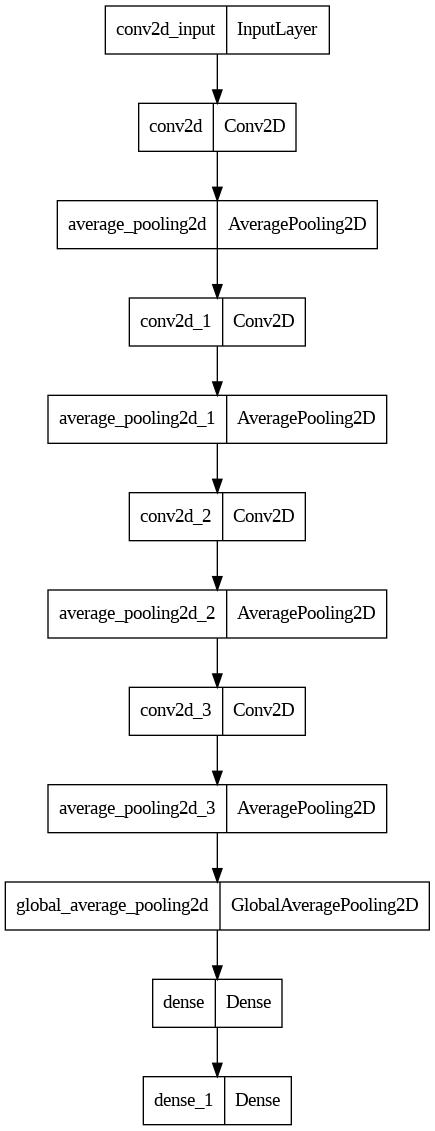 conv2d_input InputLayer
conv2d Conv2D
average_pooling2d AveragePooling2D
conv2d_1 Conv2D
average_pooling2d_1 AveragePooling2D
conv2d_2 Conv2D
average_pooling2d_2 AveragePooling2D
conv2d_3 Conv2D
average_pooling2d_3 AveragePooling2D
global_average_pooling2d GlobalAveragePooling2D
dense Dense
dense_1 Dense